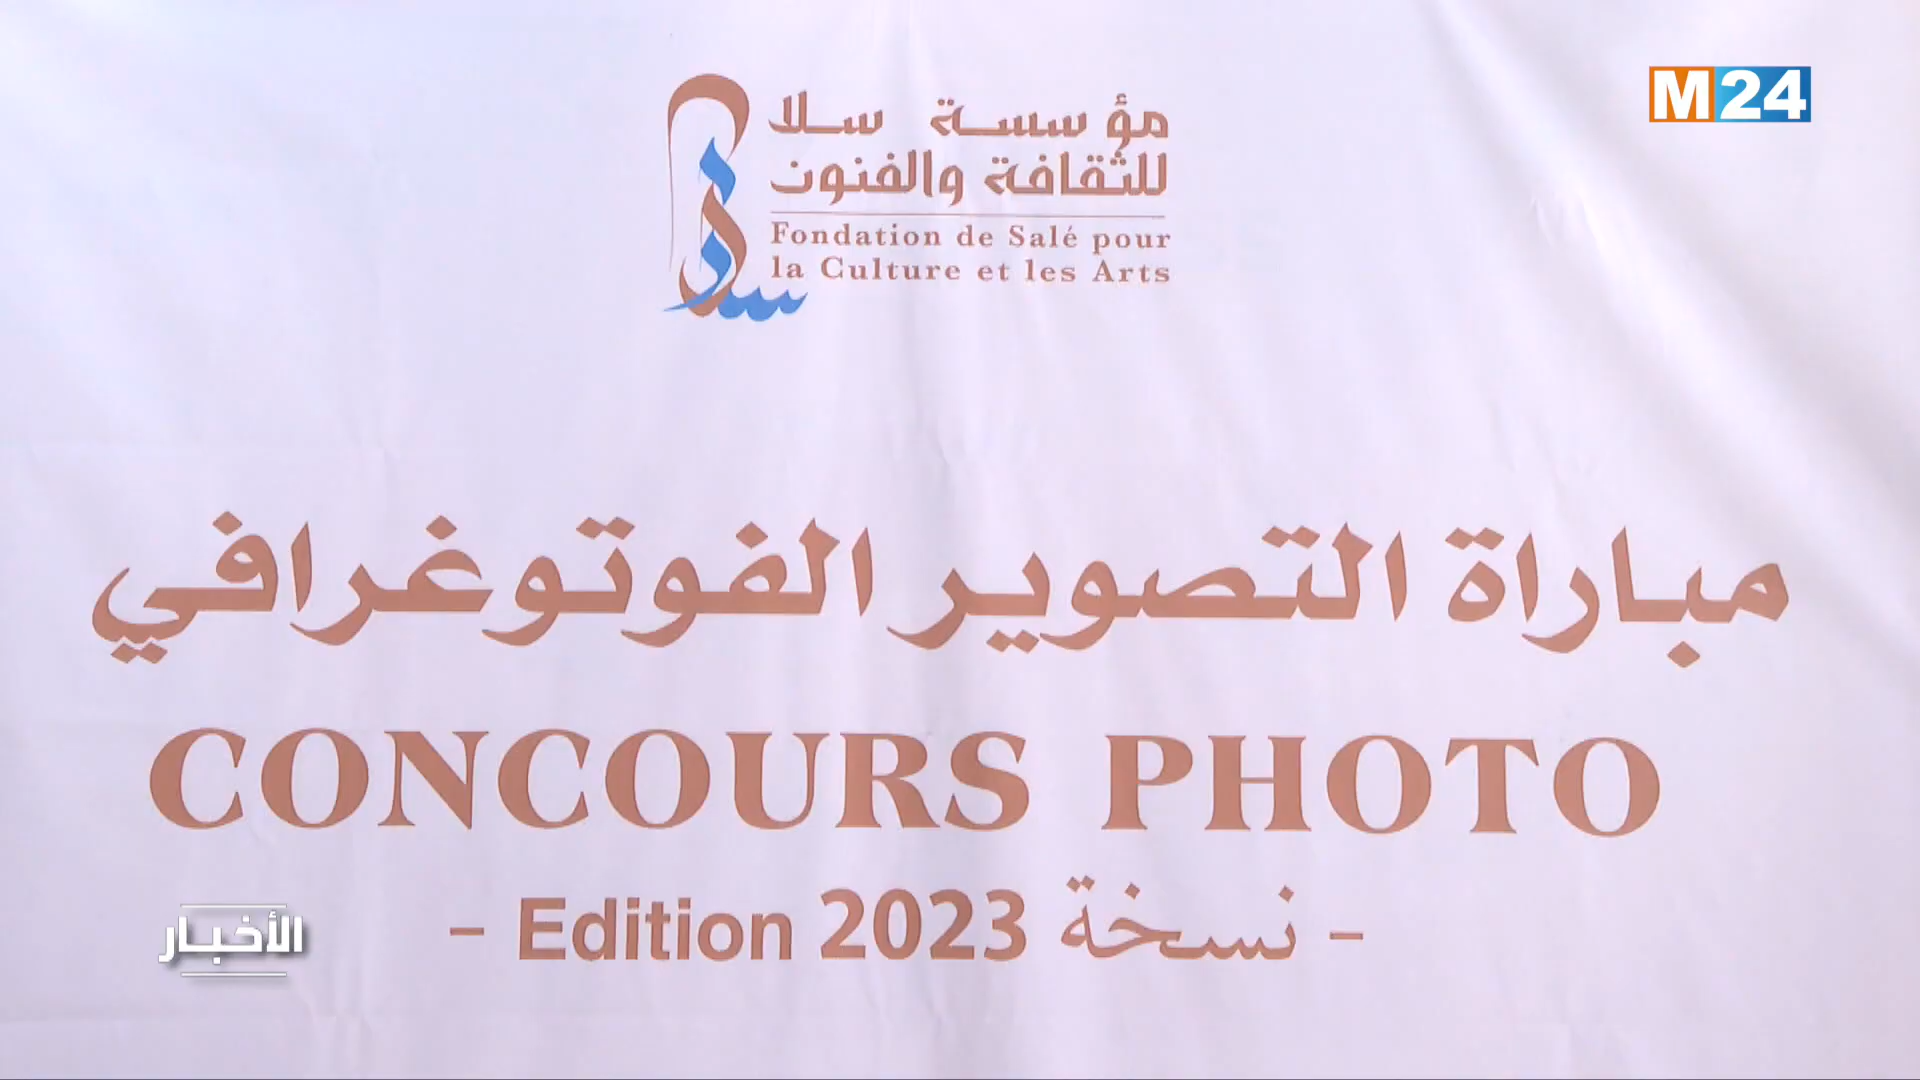 M24
مؤسسة سلا
للثقافة والفنون
Fondation de Salé pour
la Culture et les Arts
سلا
مباراة التصوير الفوتوغرافي
CONCOURS PHOTO
- Edition 2023 نسخة -
الأخبار